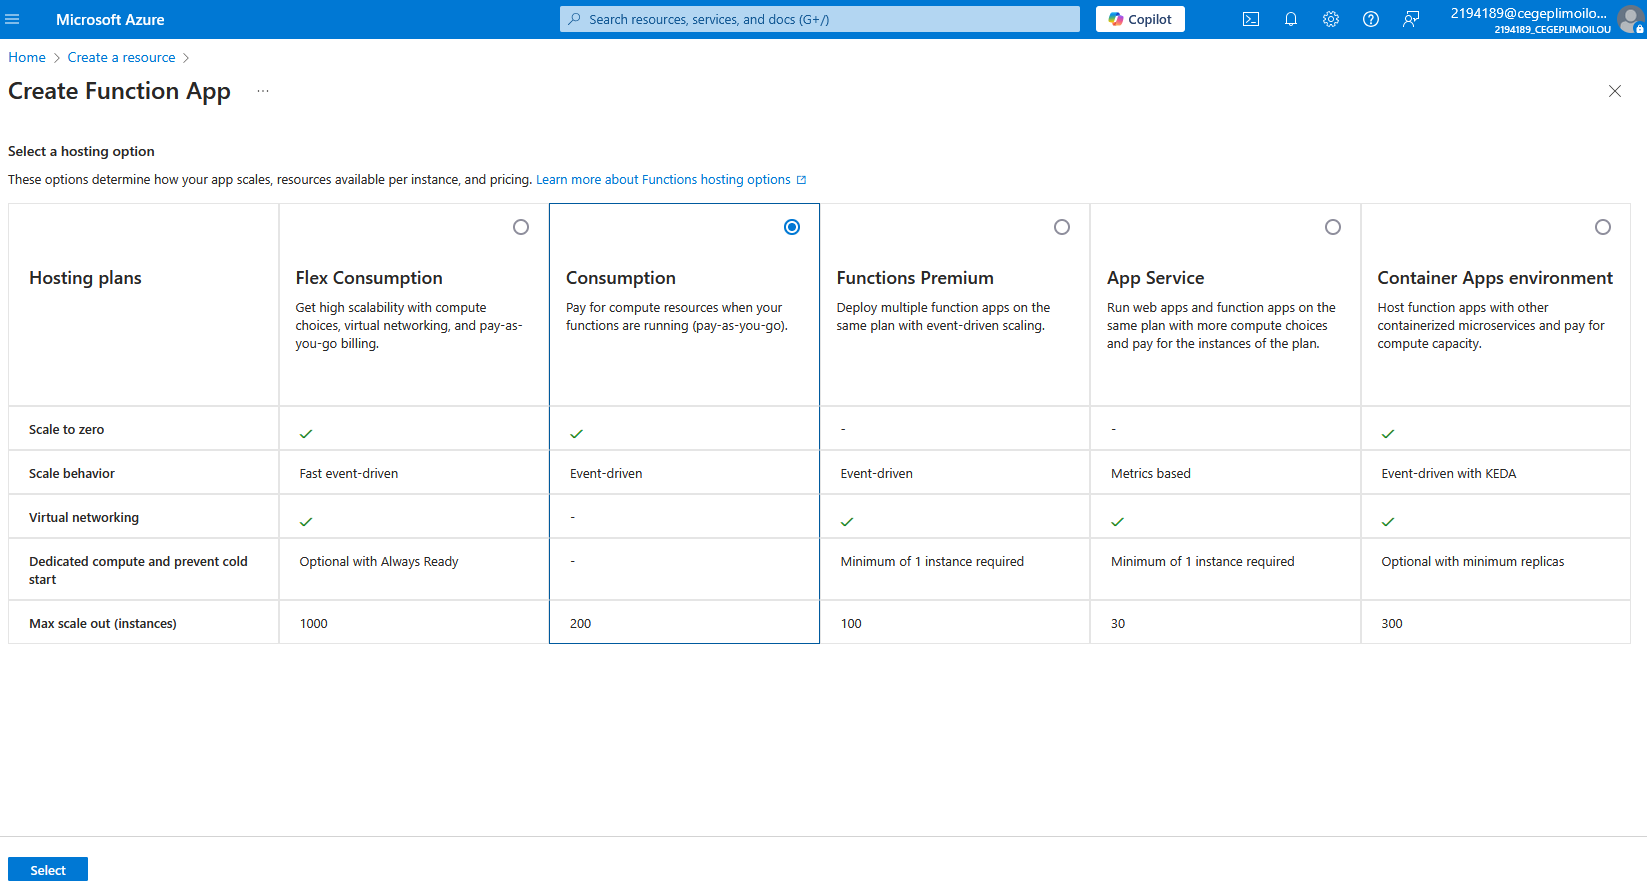 Microsoft Azure
Search resources, services, and docs (G+/)
Copilot
2194189@cegeplimoilo...
2194189_CEGEPLIMOILOU
Home > Create a resource >
Create Function App ...
Select a hosting option
These options determine how your app scales, resources available per instance, and pricing. Learn more about Functions hosting options
Hosting plans
Flex Consumption
Get high scalability with compute
choices, virtual networking, and pay-as-
you-go billing.
Consumption
Pay for compute resources when your
functions are running (pay-as-you-go).
Functions Premium
Deploy multiple function apps on the
same plan with event-driven scaling.
App Service
Run web apps and function apps on the
same plan with more compute choices
and pay for the instances of the plan.
Container Apps environment
Host function apps with other
containerized microservices and pay for
compute capacity.
Scale to zero ✓ ✓ - - ✓
Scale behavior Fast event-driven Event-driven Event-driven Metrics based Event-driven with KEDA
Virtual networking ✓ - ✓ ✓ ✓
Dedicated compute and prevent cold
start
Optional with Always Ready - Minimum of 1 instance required Minimum of 1 instance required Optional with minimum replicas
Max scale out (instances) 1000 200 100 30 300
Select